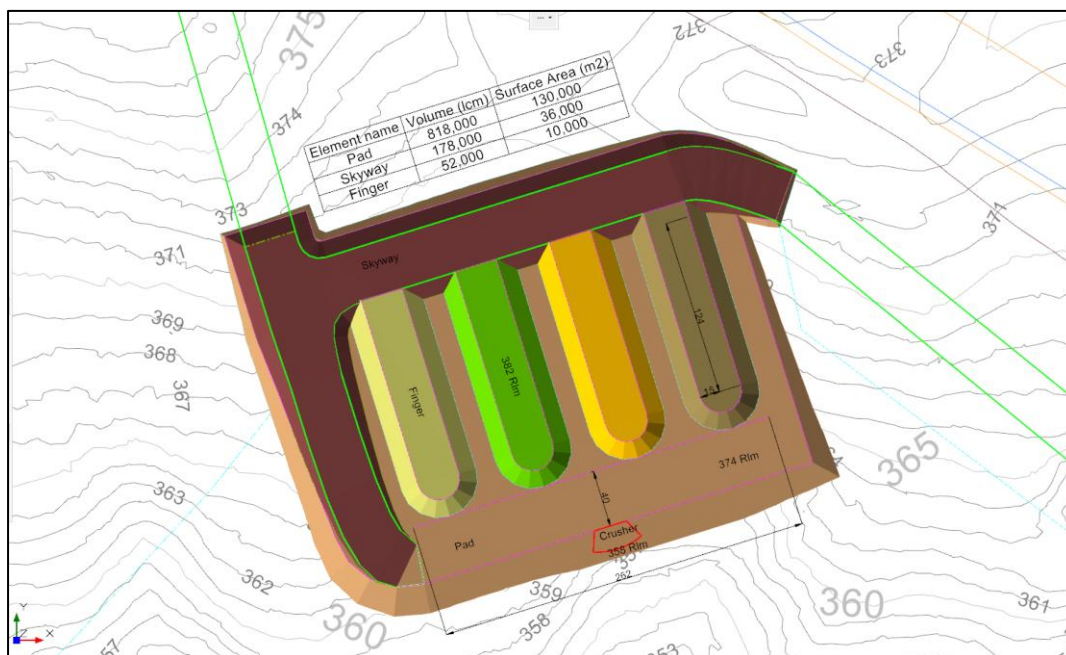 375
374
373
371
369
368
367
363
362
360
372
373
371
365
361
360
359
358
Element name Volume (lcm) Surface Area (m2)
Pad 818,000 130,000
Skyway 178,000 36,000
Finger 52,000 10,000
Skyway
Finger
382 Rlm
124
15
374 Rlm
40
Pad
Crusher
355 Rlm
262
Y
Z X